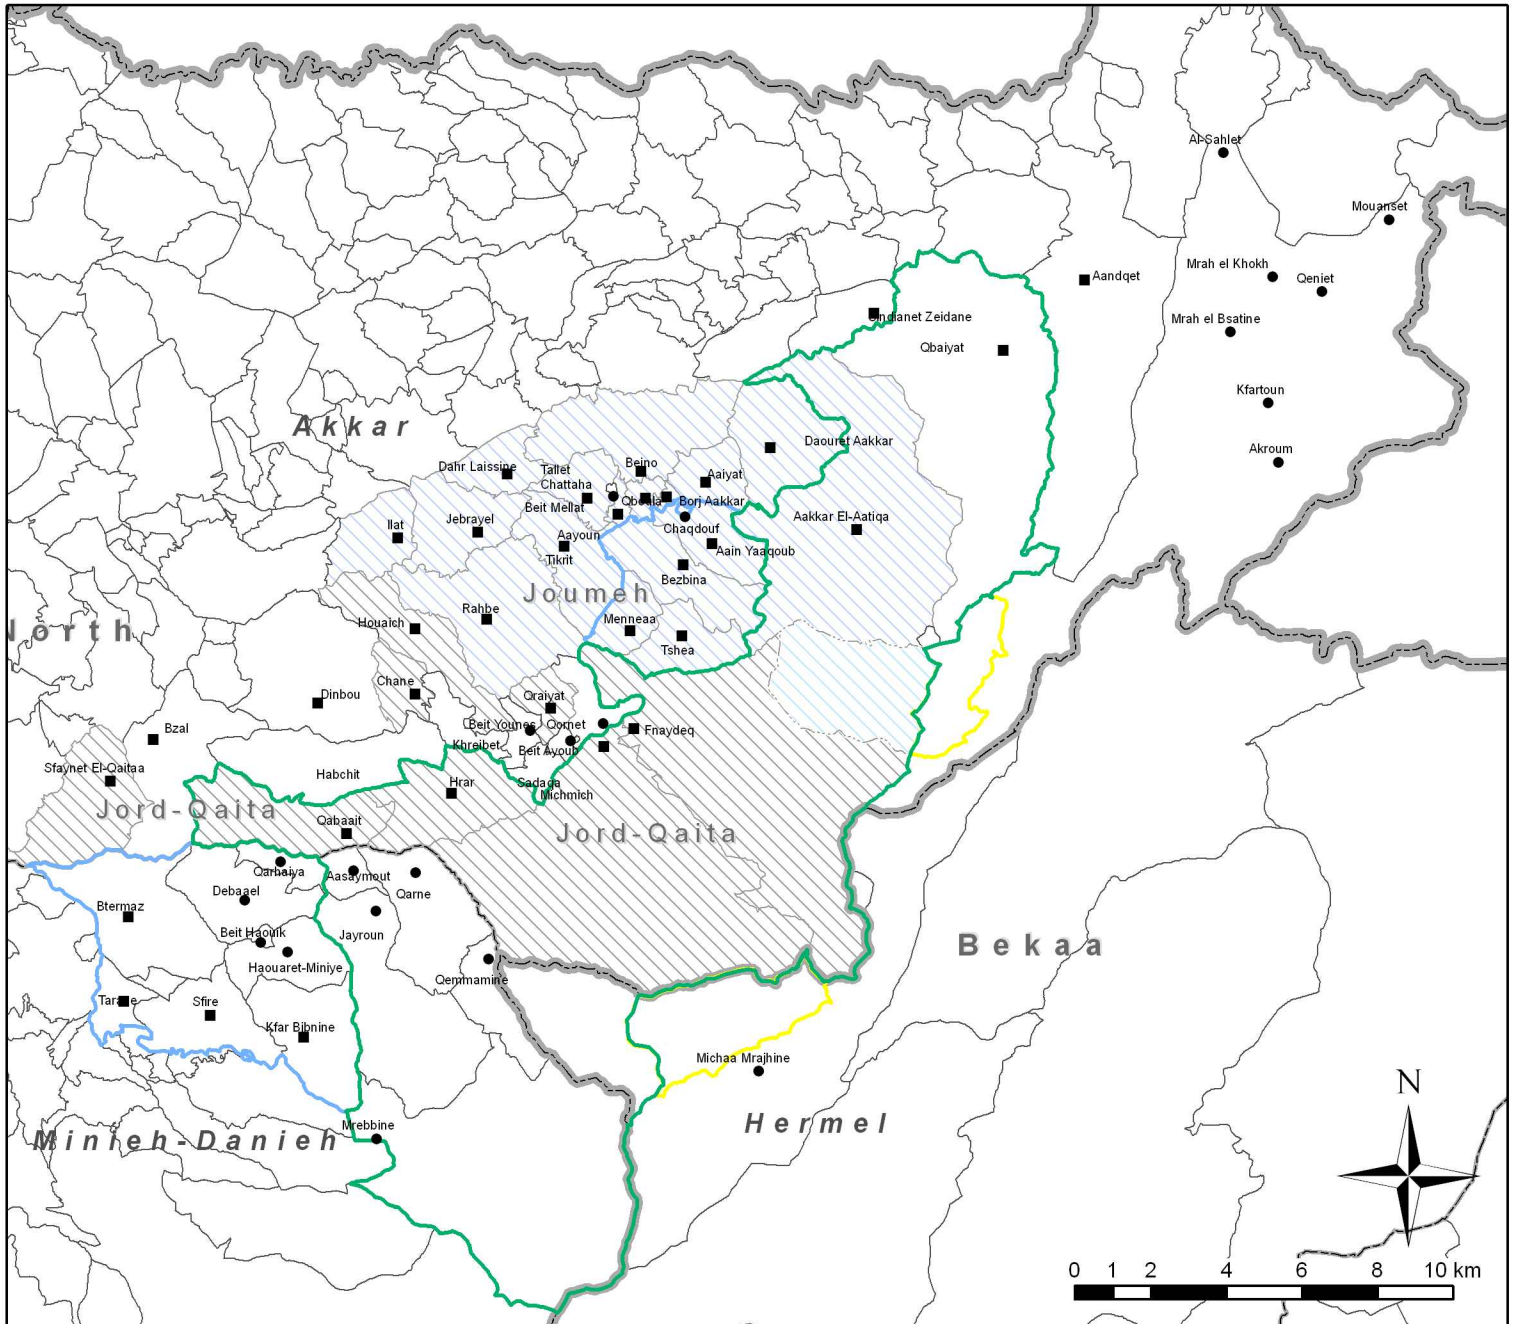 Al-Sahlet
Mouanset
Mrah el Khokh
Qeniet
Aandqet
Mrah el Bsatine
Qbaiyat
Kfartoun
Akkar
Daouret Aakkar
Akroum
Dahr Laissine
Tallet
Chattaha
Beino
Aaiyat
Beit Mellat
Qboula
Borj Aakkar
Aakkar El-Aatiqa
Ilat
Jebrayel
Aayoun
Chaqdouf
Tikrit
Aain Yaaqoub
Bezbina
Joumeh
Rahbe
Houaich
Menneaa
North
Tshea
Chane
Dinbou
Qraiyat
Bzal
Beit Younes
Qornet
Fnaydeq
Khreibet
Beit Ayoub
Sfaynet El-Qaitaa
Habchit
Hrar
Sadaqa
Michmich
Jord-Qaita
Qabaait
Jord-Qaita
Qarhaiya
Aasaymout
Debaael
Qarne
Btermaz
Beit Haouik
Jayroun
Bekaa
Haouaret-Miniye
Qemmamine
Sfire
Kfar Bibnine
Michaa Mrajhine
N
Mrebbine
Hermel
Minieh-Danieh
0 1 2 4 6 8 10 km